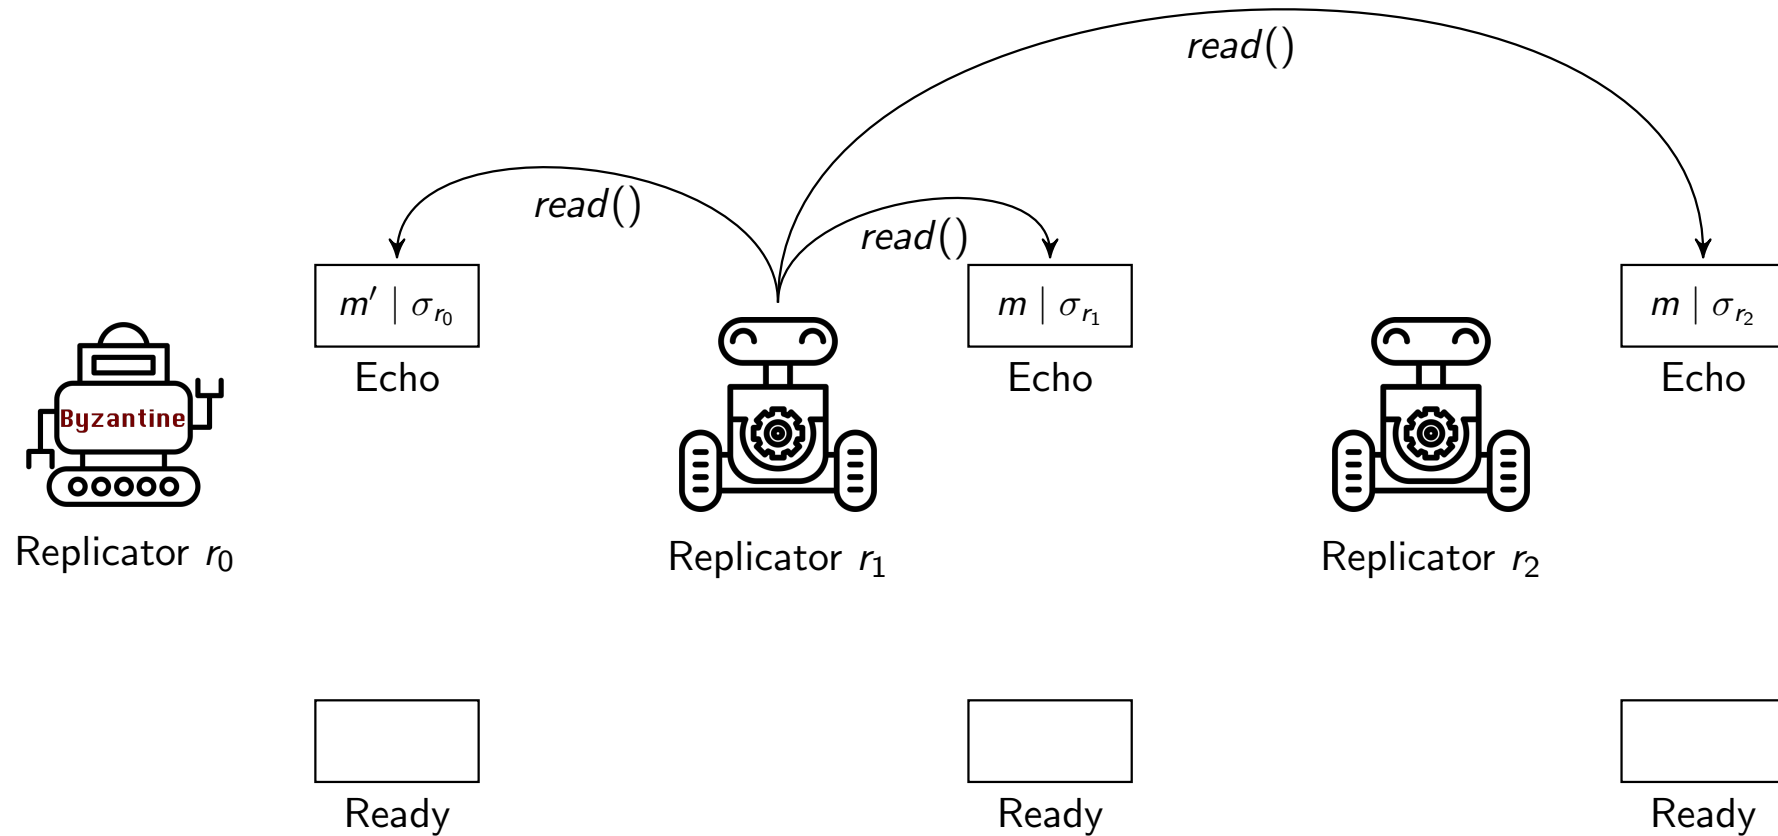 read()
read()
read()
m′ | σr₀
m | σr₁
m | σr₂
Echo
Echo
Echo
Byzantine
Replicator r₀
Replicator r₁
Replicator r₂
Ready
Ready
Ready